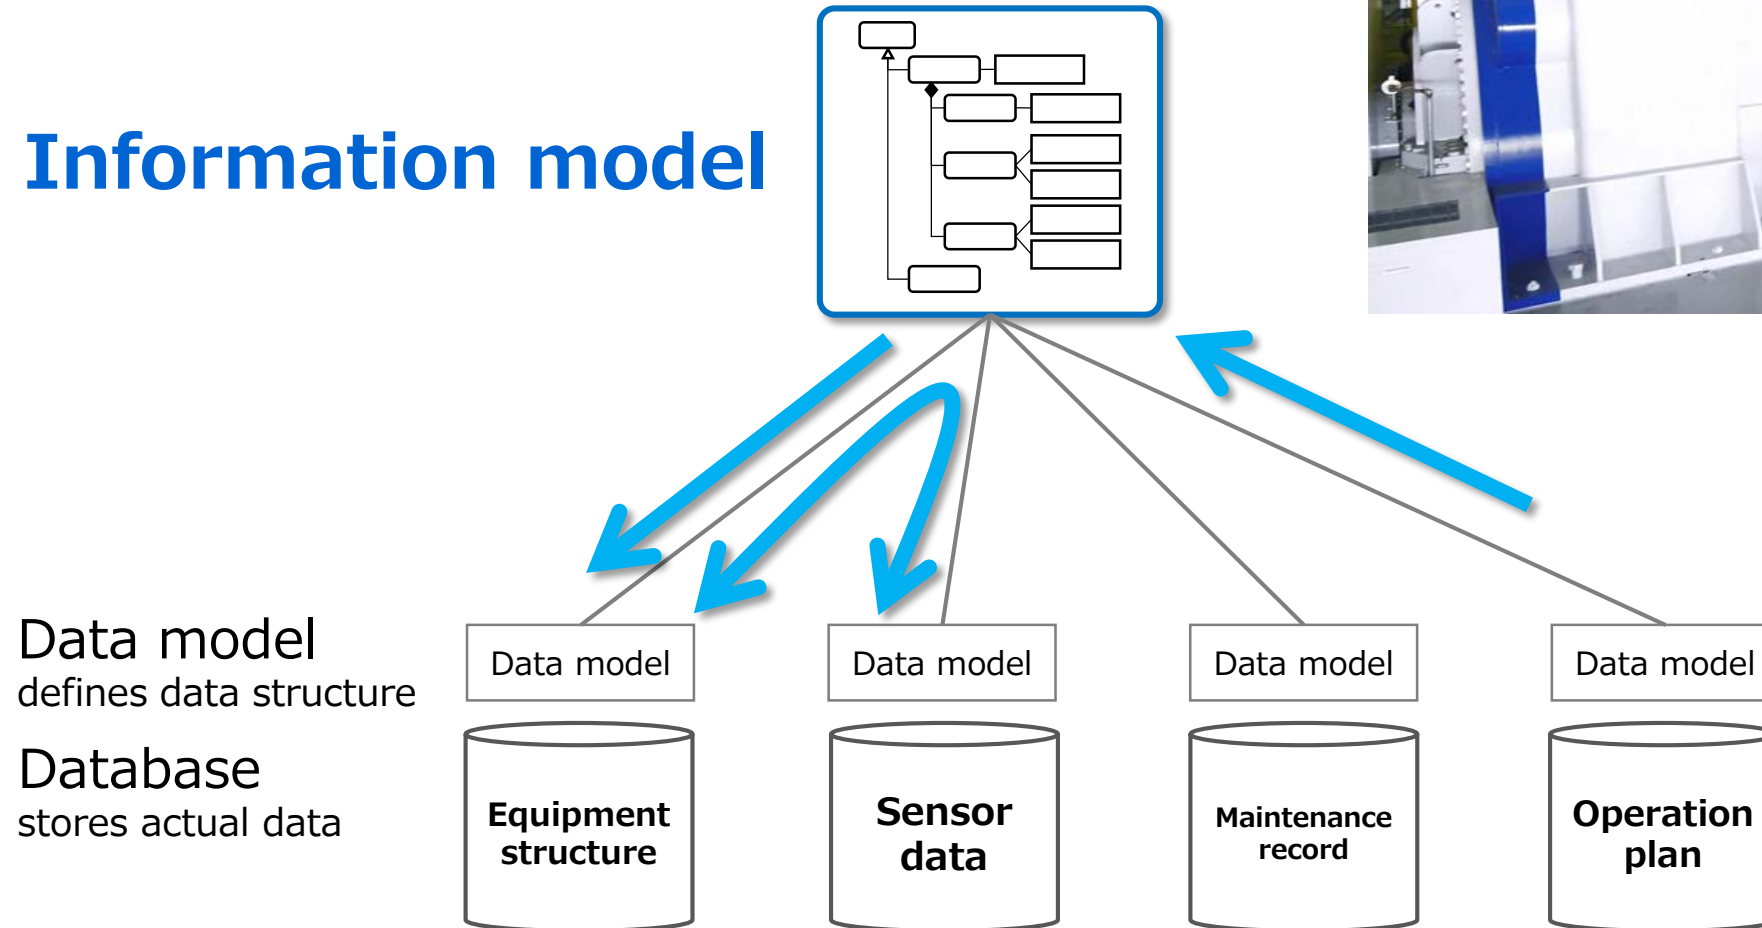 Information model
Data model
defines data structure
Database
stores actual data
Data model
Data model
Data model
Data model
Equipment
structure
Sensor
data
Maintenance
record
Operation
plan